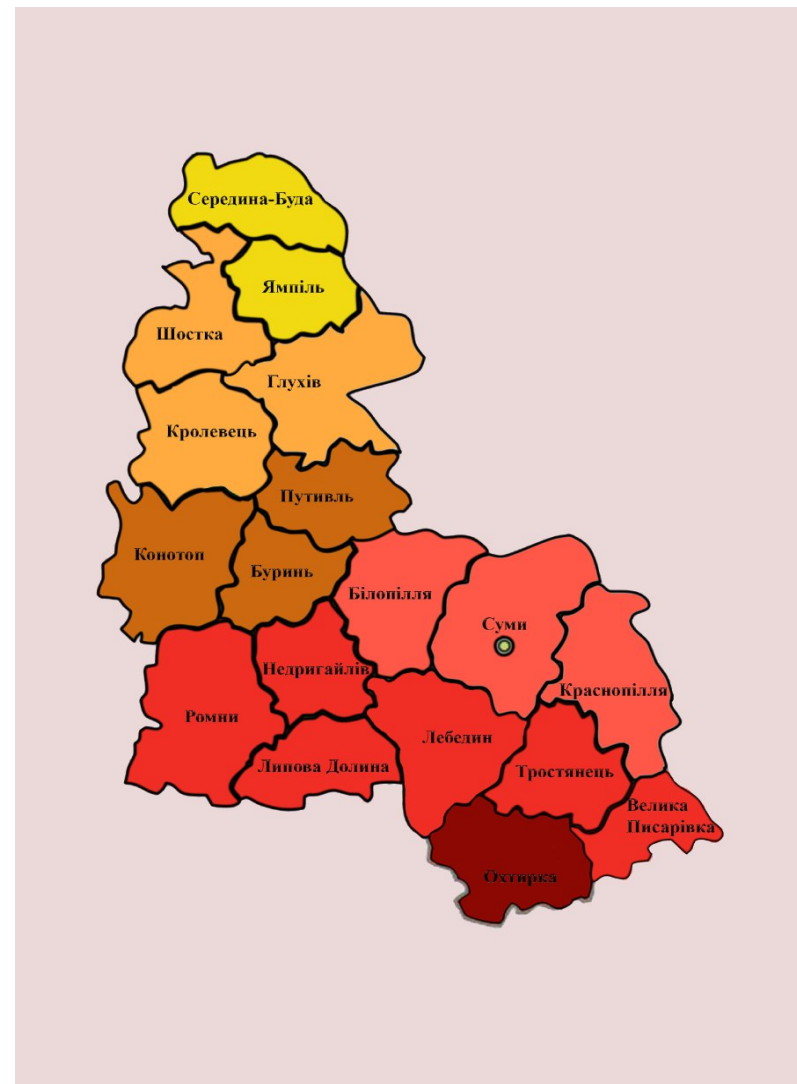 Середина-Буда
Ямпіль
Шостка
Глухів
Кролевець
Путивль
Конотоп
Буринь
Білопілля
Суми
Недригайлів
Краснопілля
Ромни
Лебедин
Липова Долина
Тростянець
Велика
Писарівка
Охтирка